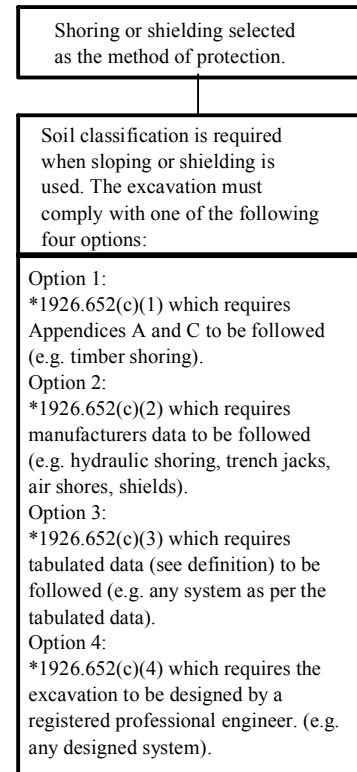 Shoring or shielding selected
as the method of protection.
Soil classification is required
when sloping or shielding is
used. The excavation must
comply with one of the following
four options:
Option 1:
*1926.652(c)(1) which requires
Appendices A and C to be followed
(e.g. timber shoring).
Option 2:
*1926.652(c)(2) which requires
manufacturers data to be followed
(e.g. hydraulic shoring, trench jacks,
air shores, shields).
Option 3:
*1926.652(c)(3) which requires
tabulated data (see definition) to be
followed (e.g. any system as per the
tabulated data).
Option 4:
*1926.652(c)(4) which requires the
excavation to be designed by a
registered professional engineer. (e.g.
any designed system).